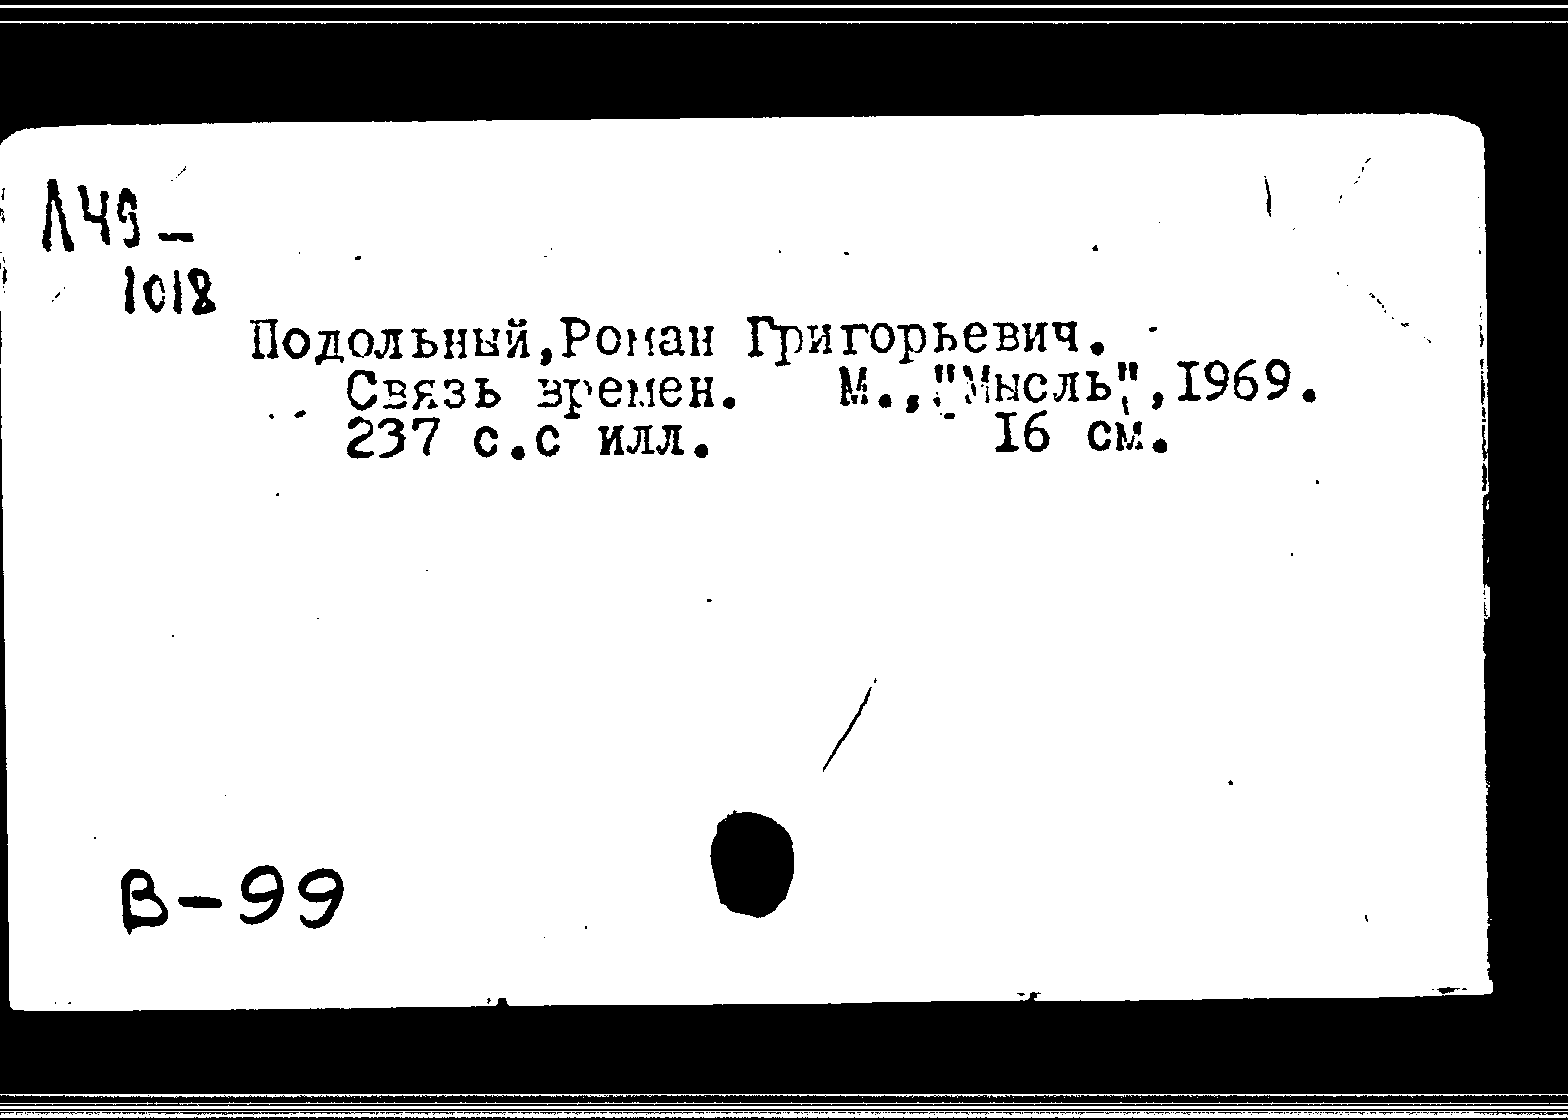 Л49-
1018
Подольный,Роман Григорьевич.
Связь времен. М.,"Мысль",1969.
237 с.с илл. 16 см.
В-99